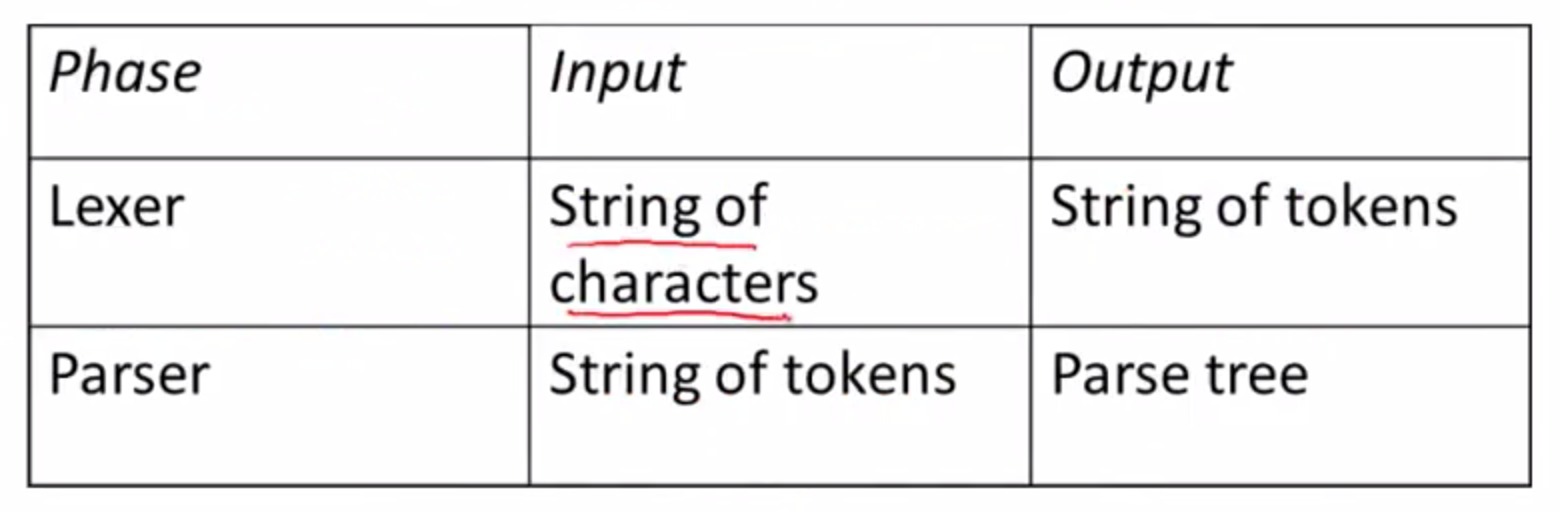 Phase
Input
Output
Lexer
String of
characters
String of tokens
Parser
String of tokens
Parse tree